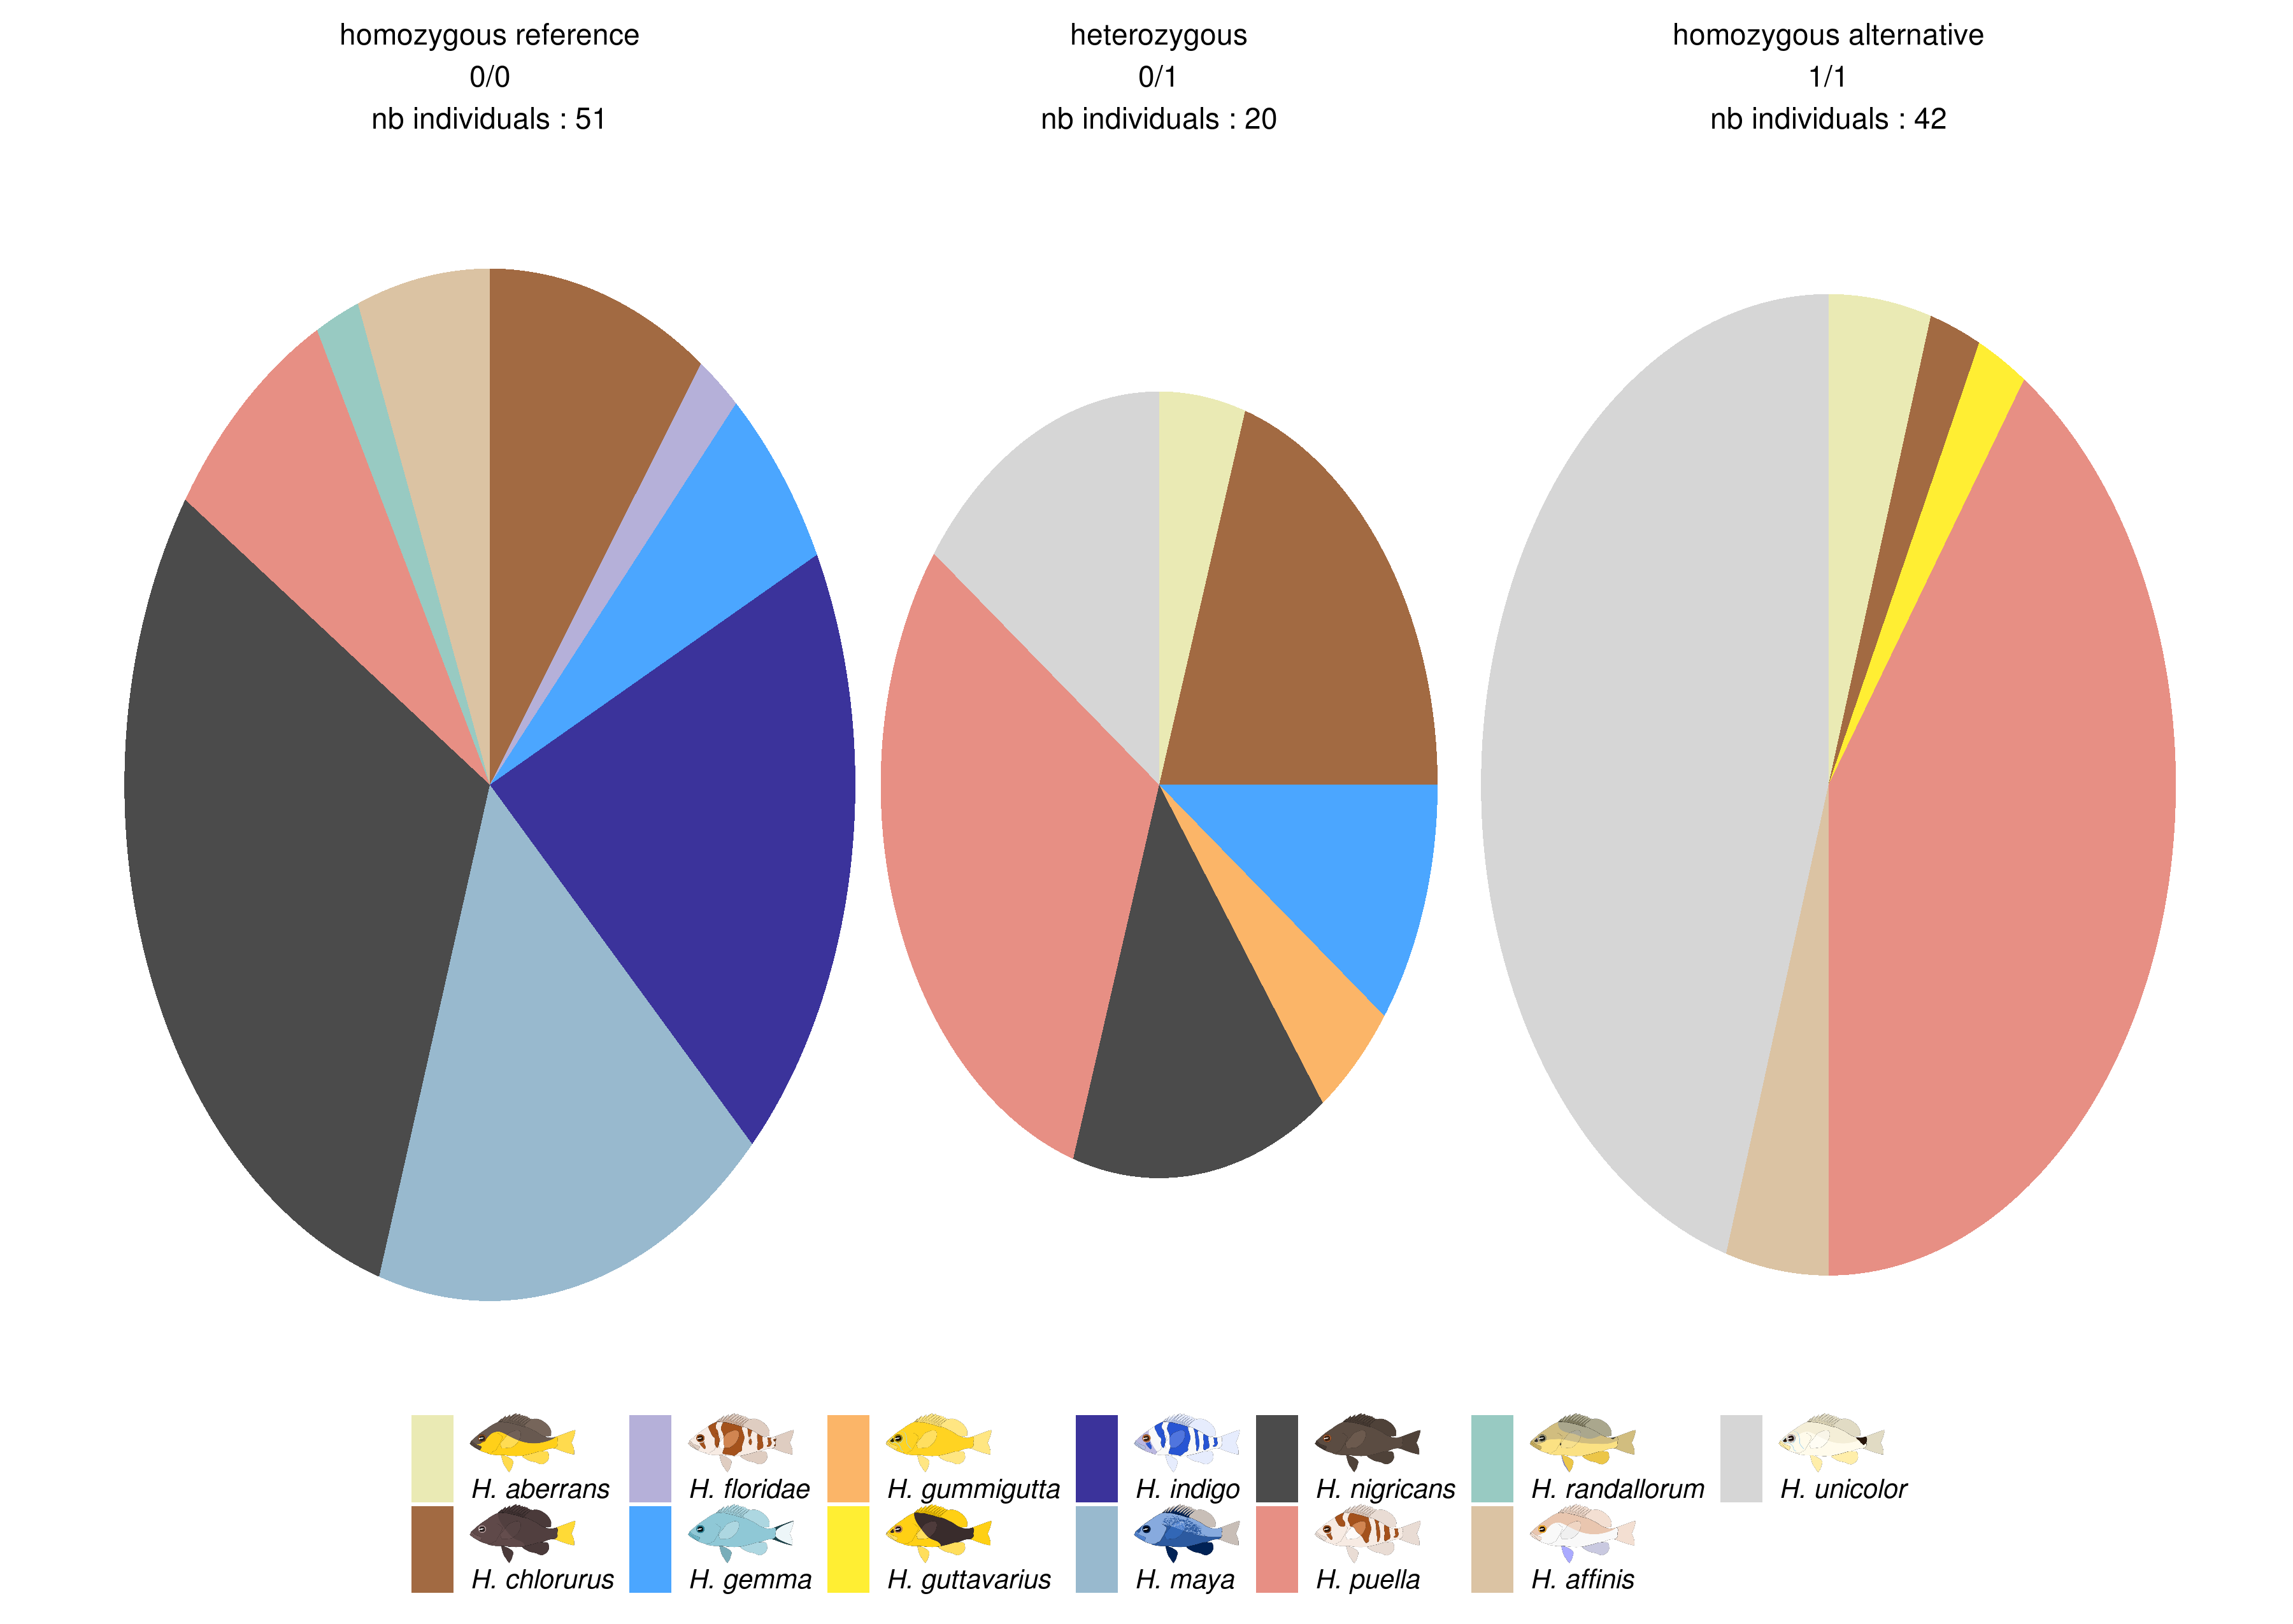 homozygous reference
0/0
nb individuals : 51
heterozygous
0/1
nb individuals : 20
homozygous alternative
1/1
nb individuals : 42
H. aberrans
H. floridae
H. gummigutta
H. indigo
H. nigricans
H. randallorum
H. unicolor
H. chlorurus
H. gemma
H. guttavarius
H. maya
H. puella
H. affinis